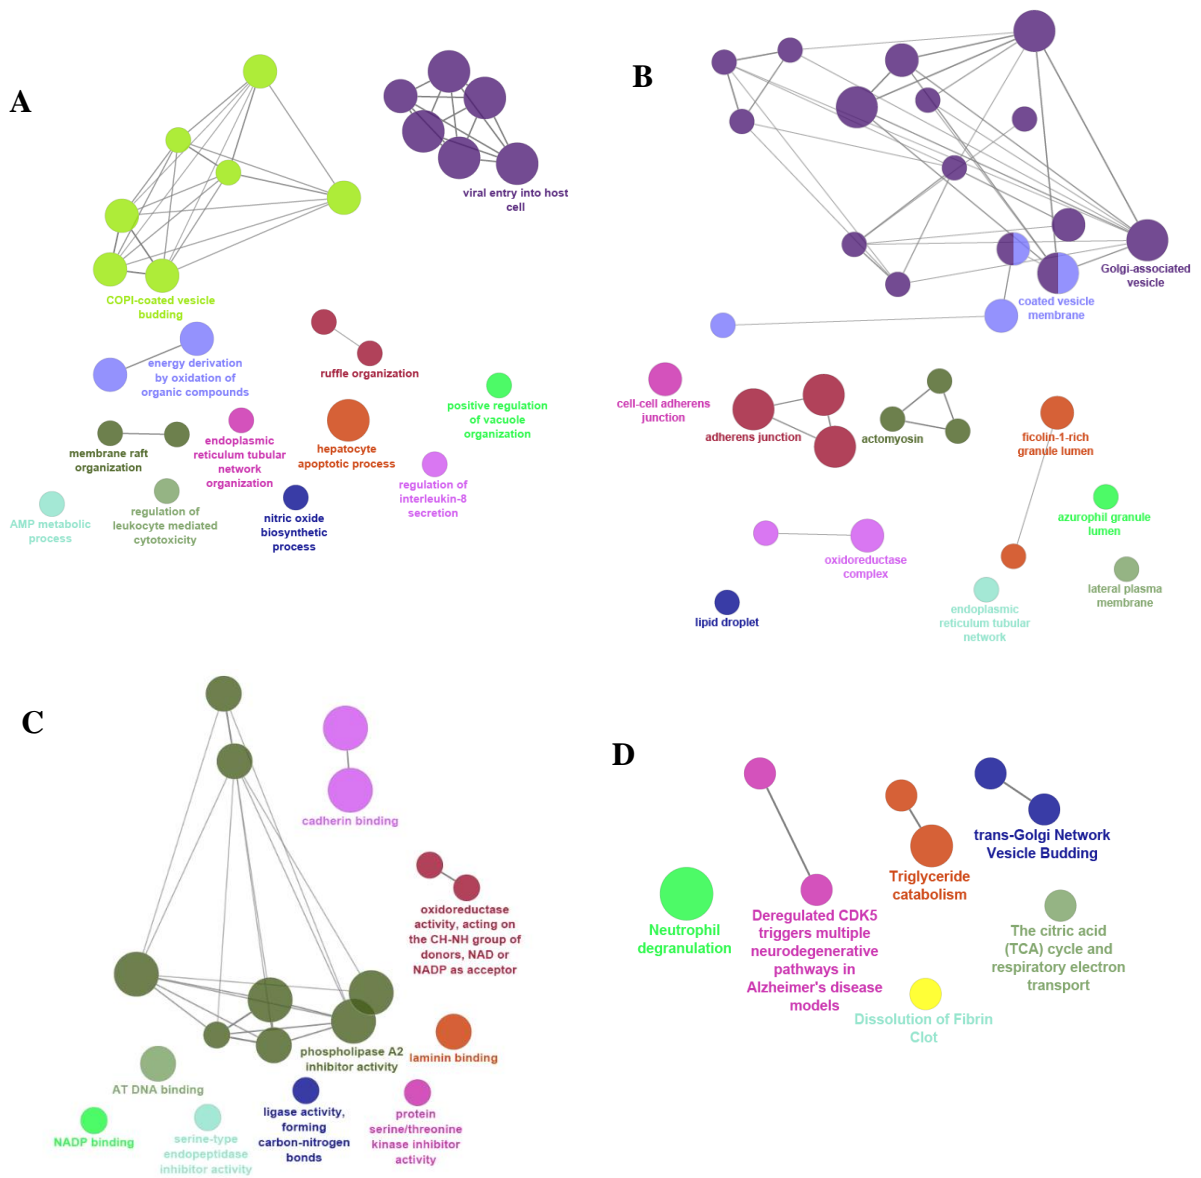 A
viral entry into host
cell
COPI-coated vesicle
budding
energy derivation
by oxidation of
organic compounds
ruffle organization
positive regulation
of vacuole
organization
membrane raft
organization
endoplasmic
reticulum tubular
network
organization
hepatocyte
apoptotic process
regulation of
interleukin-8
secretion
AMP metabolic
process
regulation of
leukocyte mediated
cytotoxicity
nitric oxide
biosynthetic
process
B
Golgi-associated
vesicle
coated vesicle
membrane
cell-cell adherens
junction
adherens junction
actomyosin
ficolin-1-rich
granule lumen
azurophil granule
lumen
oxidoreductase
complex
lateral plasma
membrane
lipid droplet
endoplasmic
reticulum tubular
network
C
cadherin binding
oxidoreductase
activity, acting on
the CH-NH group of
donors, NAD or
NADP as acceptor
phospholipase A2
inhibitor activity
laminin binding
AT DNA binding
NADP binding
serine-type
endopeptidase
inhibitor activity
ligase activity,
forming
carbon-nitrogen
bonds
protein
serine/threonine
kinase inhibitor
activity
D
trans-Golgi Network
Vesicle Budding
Triglyceride
catabolism
Neutrophil
degranulation
Deregulated CDK5
triggers multiple
neurodegenerative
pathways in
Alzheimer's disease
models
The citric acid
(TCA) cycle and
respiratory electron
transport
Dissolution of Fibrin
Clot